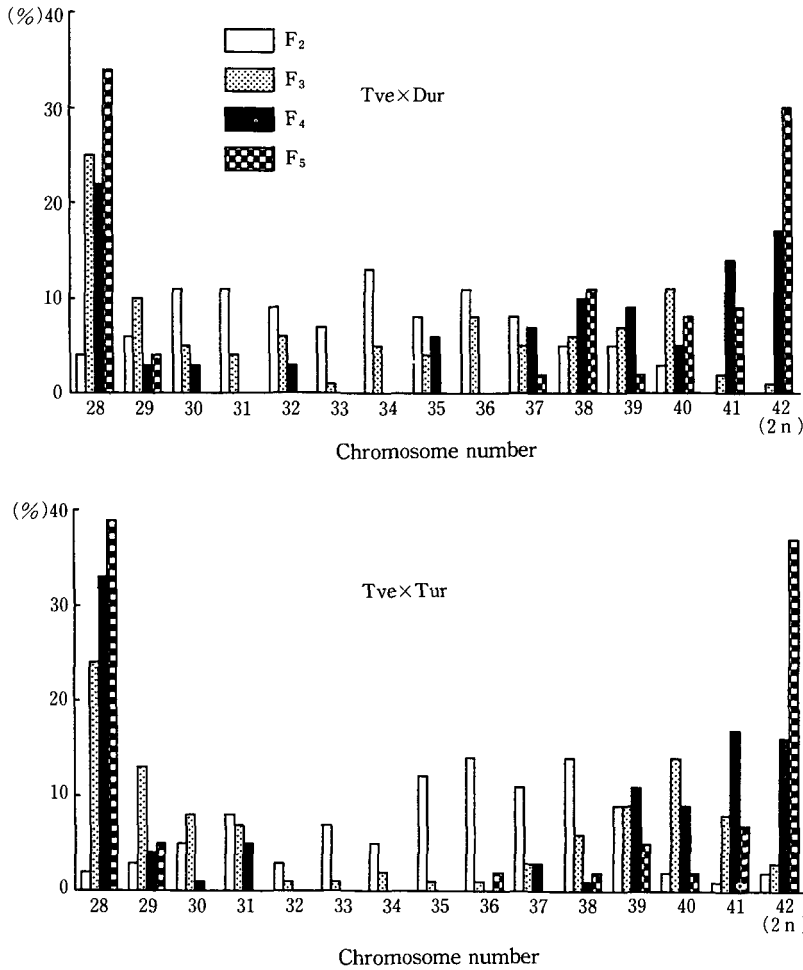 (%)40
30
20
10
0
F₂
F₃
F₄
F₅
Tve×Dur
28 29 30 31 32 33 34 35 36 37 38 39 40 41 42
(2n)
Chromosome number
(%)40
30
20
10
0
Tve×Tur
28 29 30 31 32 33 34 35 36 37 38 39 40 41 42
(2n)
Chromosome number